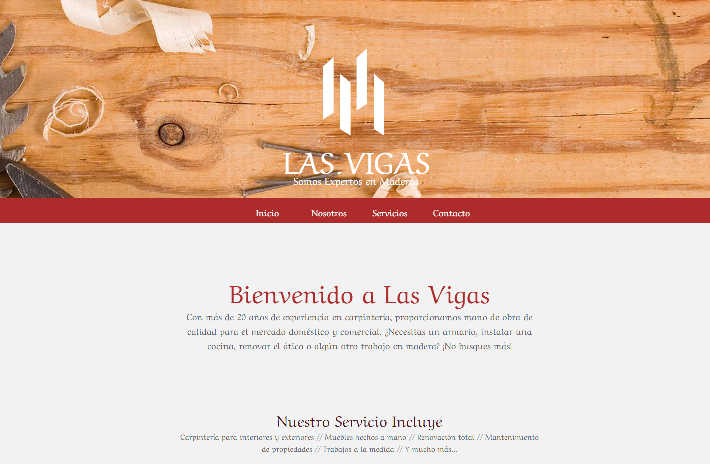 LAS VIGAS
Somos Expertos en Maderas
Inicio Nosotros Servicios Contacto
Bienvenido a Las Vigas
Con más de 20 años de experiencia en carpintería, proporcionamos mano de obra de
calidad para el mercado doméstico y comercial. ¿Necesitas un armario, instalar una
cocina, renovar el ático o algún otro trabajo en madera? ¡No busques más!
Nuestro Servicio Incluye
Carpintería para interiores y exteriores // Muebles hechos a mano // Renovación total // Mantenimiento
de propiedades // Trabajos a la medida // Y mucho más...